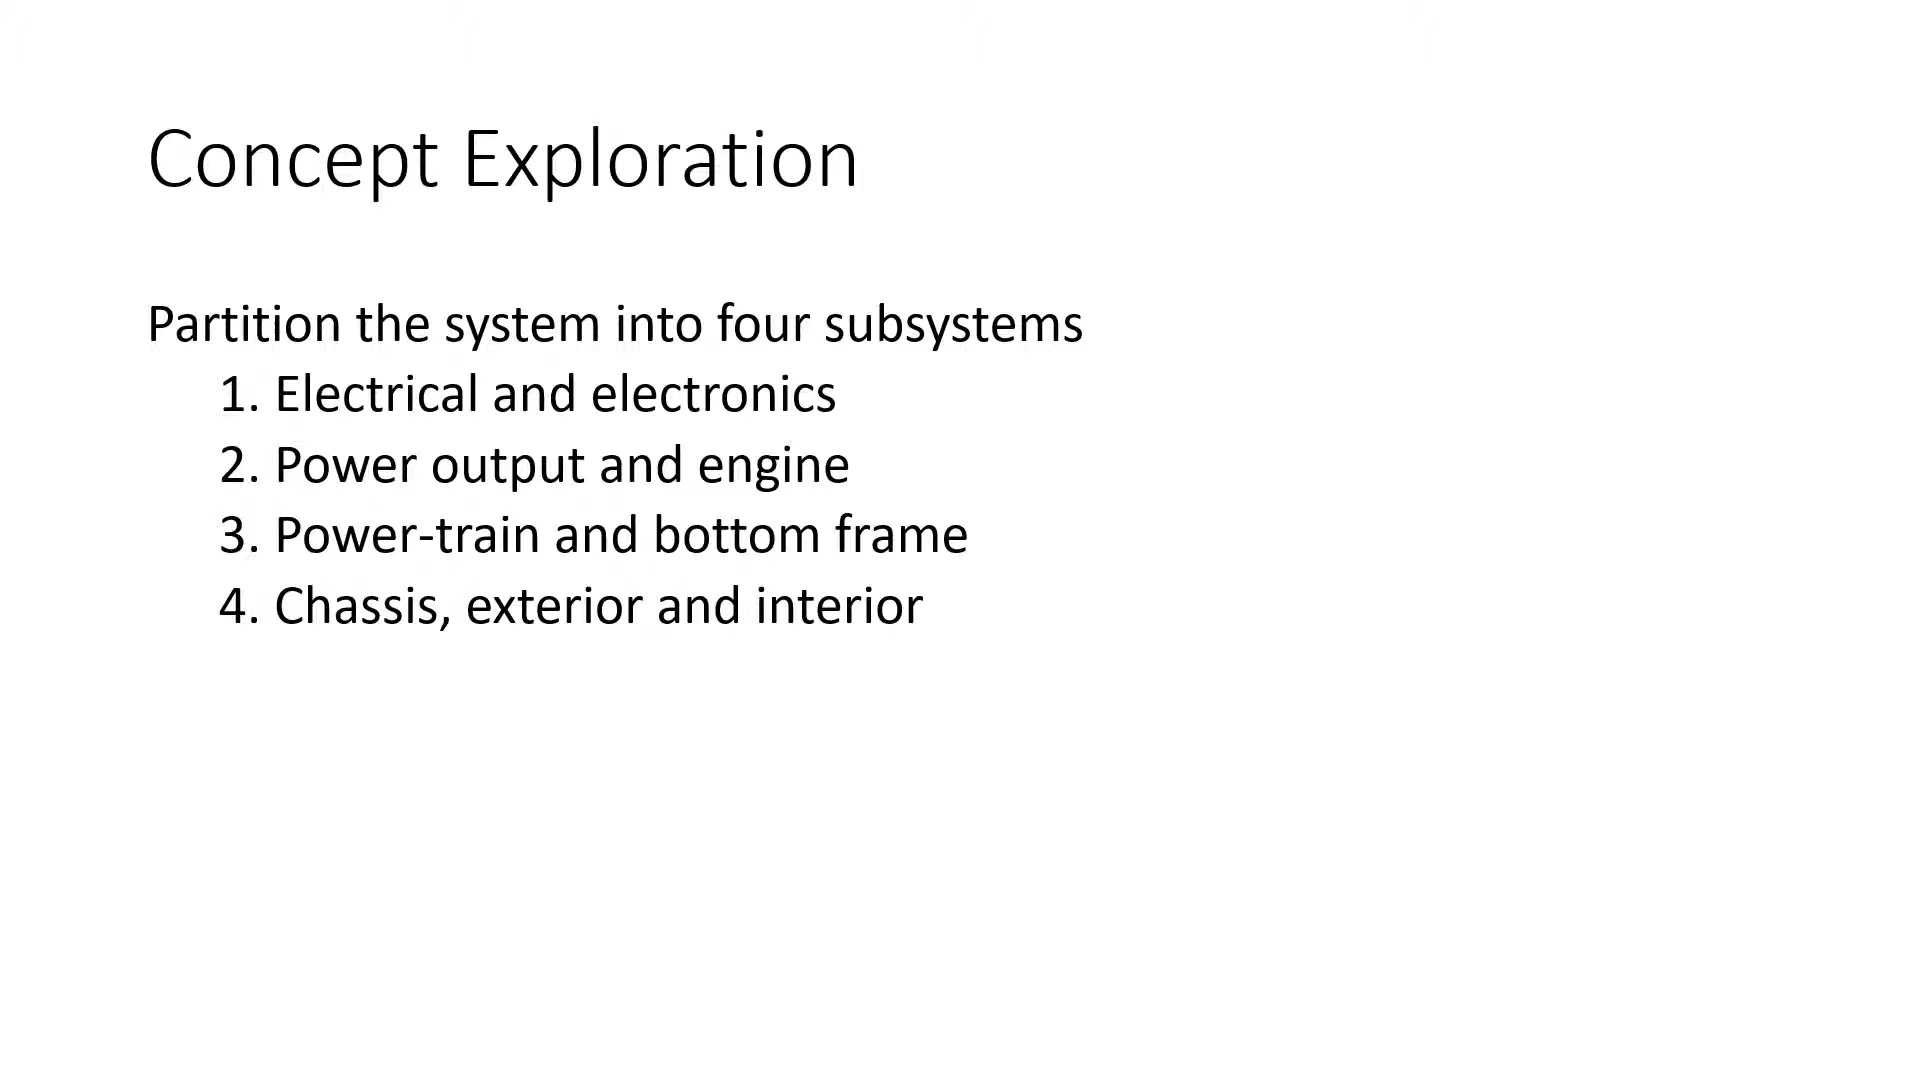 Concept Exploration
Partition the system into four subsystems
1. Electrical and electronics
2. Power output and engine
3. Power-train and bottom frame
4. Chassis, exterior and interior